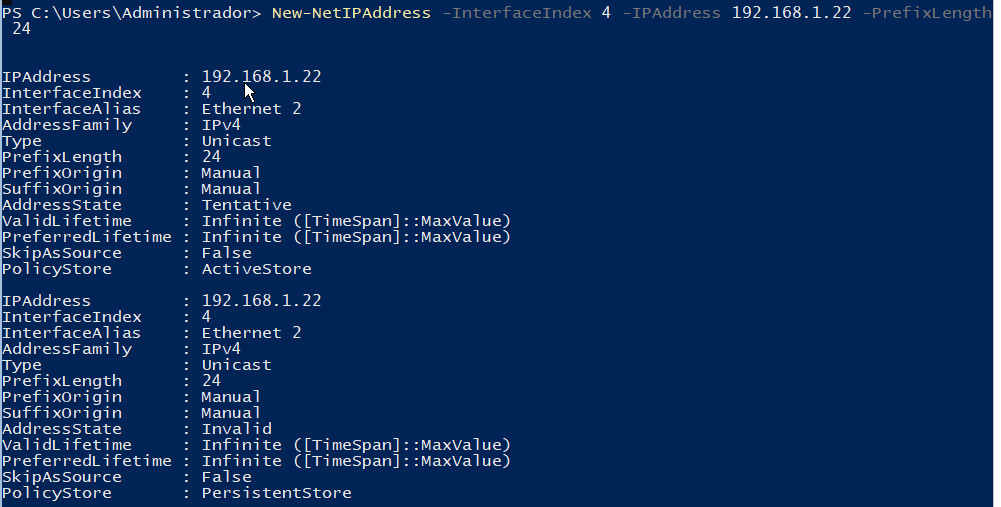 PS C:\Users\Administrador> New-NetIPAddress -InterfaceIndex 4 -IPAddress 192.168.1.22 -PrefixLength
24
IPAddress : 192.168.1.22
InterfaceIndex : 4
InterfaceAlias : Ethernet 2
AddressFamily : IPv4
Type : Unicast
PrefixLength : 24
PrefixOrigin : Manual
SuffixOrigin : Manual
AddressState : Tentative
ValidLifetime : Infinite ([TimeSpan]::MaxValue)
PreferredLifetime : Infinite ([TimeSpan]::MaxValue)
SkipAsSource : False
PolicyStore : ActiveStore
IPAddress : 192.168.1.22
InterfaceIndex : 4
InterfaceAlias : Ethernet 2
AddressFamily : IPv4
Type : Unicast
PrefixLength : 24
PrefixOrigin : Manual
SuffixOrigin : Manual
AddressState : Invalid
ValidLifetime : Infinite ([TimeSpan]::MaxValue)
PreferredLifetime : Infinite ([TimeSpan]::MaxValue)
SkipAsSource : False
PolicyStore : PersistentStore